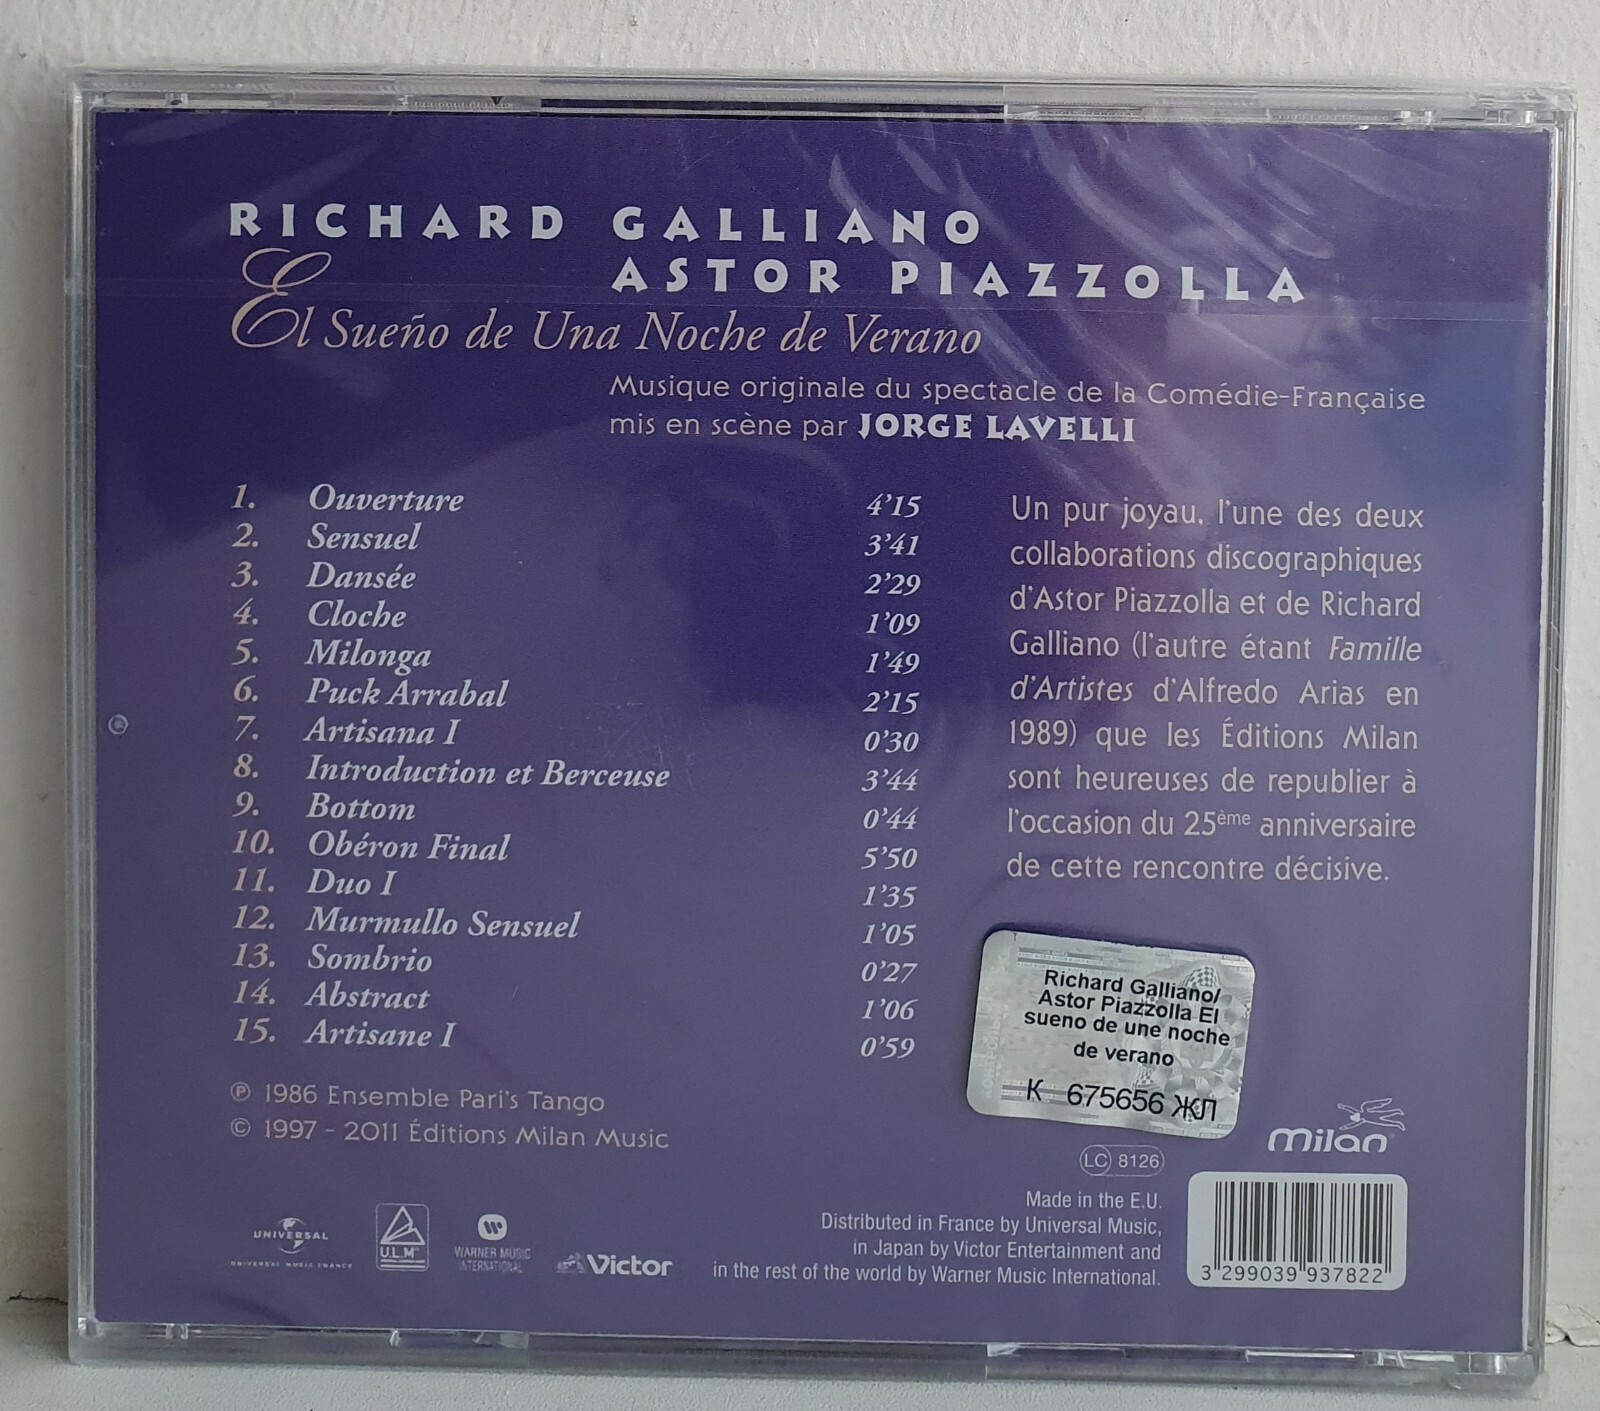 RICHARD GALLIANO
ASTOR PIAZZOLLA
El Sueño de Una Noche de Verano
Musique originale du spectacle de la Comédie-Française
mis en scène par JORGE LAVELLI
1. Ouverture 4'15
2. Sensuel 3'41
3. Dansée 2'29
4. Cloche 1'09
5. Milonga 1'49
6. Puck Arrabal 2'15
7. Artisana I 0'30
8. Introduction et Berceuse 3'44
9. Bottom 0'44
10. Obéron Final 5'50
11. Duo I 1'35
12. Murmullo Sensuel 1'05
13. Sombrio 0'27
14. Abstract 1'06
15. Artisane I 0'59
Un pur joyau, l'une des deux
collaborations discographiques
d'Astor Piazzolla et de Richard
Galliano (l'autre étant Famille
d'Artistes d'Alfredo Arias en
1989) que les Éditions Milan
sont heureuses de republier à
l'occasion du 25ème anniversaire
de cette rencontre décisive.
Richard Galliano/
Astor Piazzolla El
sueno de une noche
de verano
К 675656 ЖЛ
℗ 1986 Ensemble Pari's Tango
© 1997 - 2011 Éditions Milan Music
milan
LC 8126
Made in the E.U.
Distributed in France by Universal Music,
in Japan by Victor Entertainment and
in the rest of the world by Warner Music International.
UNIVERSAL
UNIVERSAL MUSIC FRANCE
U.L.M
WARNER MUSIC
INTERNATIONAL
Victor
3 299039 937822